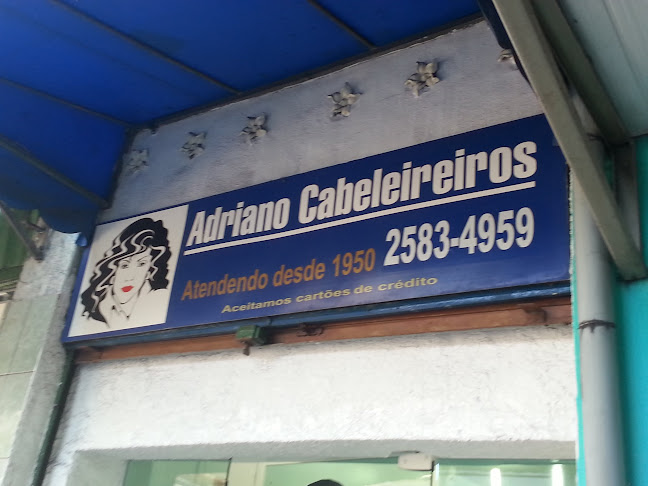 Adriano Cabeleireiros
Atendendo desde 1950 2583-4959
Aceitamos cartões de crédito